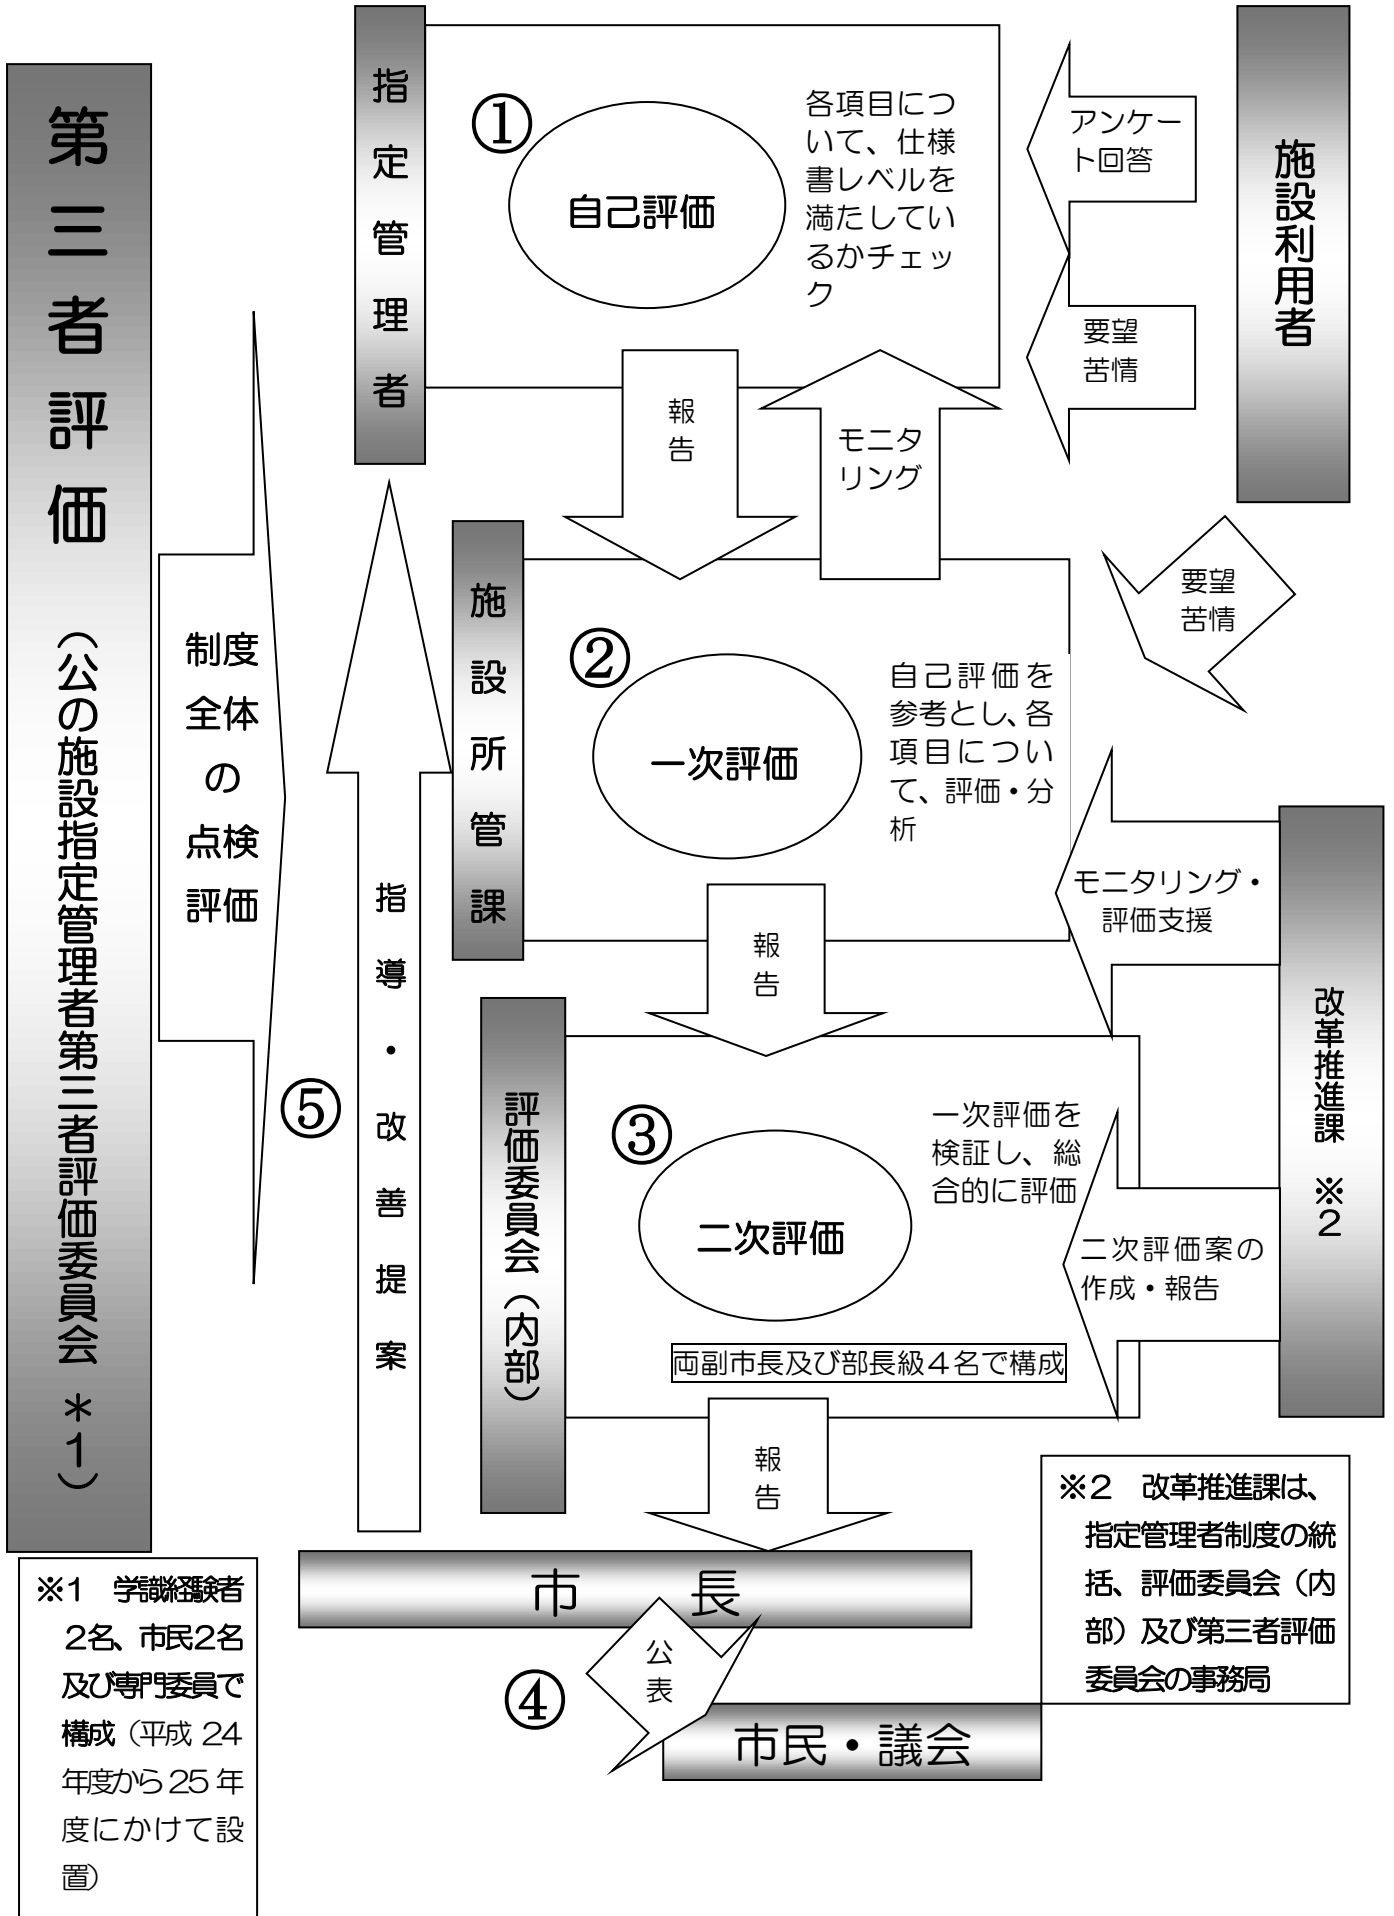 第三者評価（公の施設指定管理者第三者評価委員会 ＊１）
制度
全体
の
点検
評価
指定管理者
①
自己評価
各項目につ
いて、仕様
書レベルを
満たしてい
るかチェッ
ク
アンケー
ト回答
要望
苦情
施設利用者
報
告
モニタ
リング
施設所管課
②
一次評価
自己評価を
参考とし、各
項目につい
て、評価・分
析
要望
苦情
モニタリング・
評価支援
改革推進課　※２
報
告
⑤
指導・改善提案
評価委員会（内部）
③
二次評価
一次評価を
検証し、総
合的に評価
二次評価案の
作成・報告
両副市長及び部長級４名で構成
報
告
市　　長
④
公
表
市民・議会
※１　学識経験者
２名、市民２名
及び専門委員で
構成（平成 24
年度から 25 年
度にかけて設
置）
※２　改革推進課は、
指定管理者制度の統
括、評価委員会（内
部）及び第三者評価
委員会の事務局